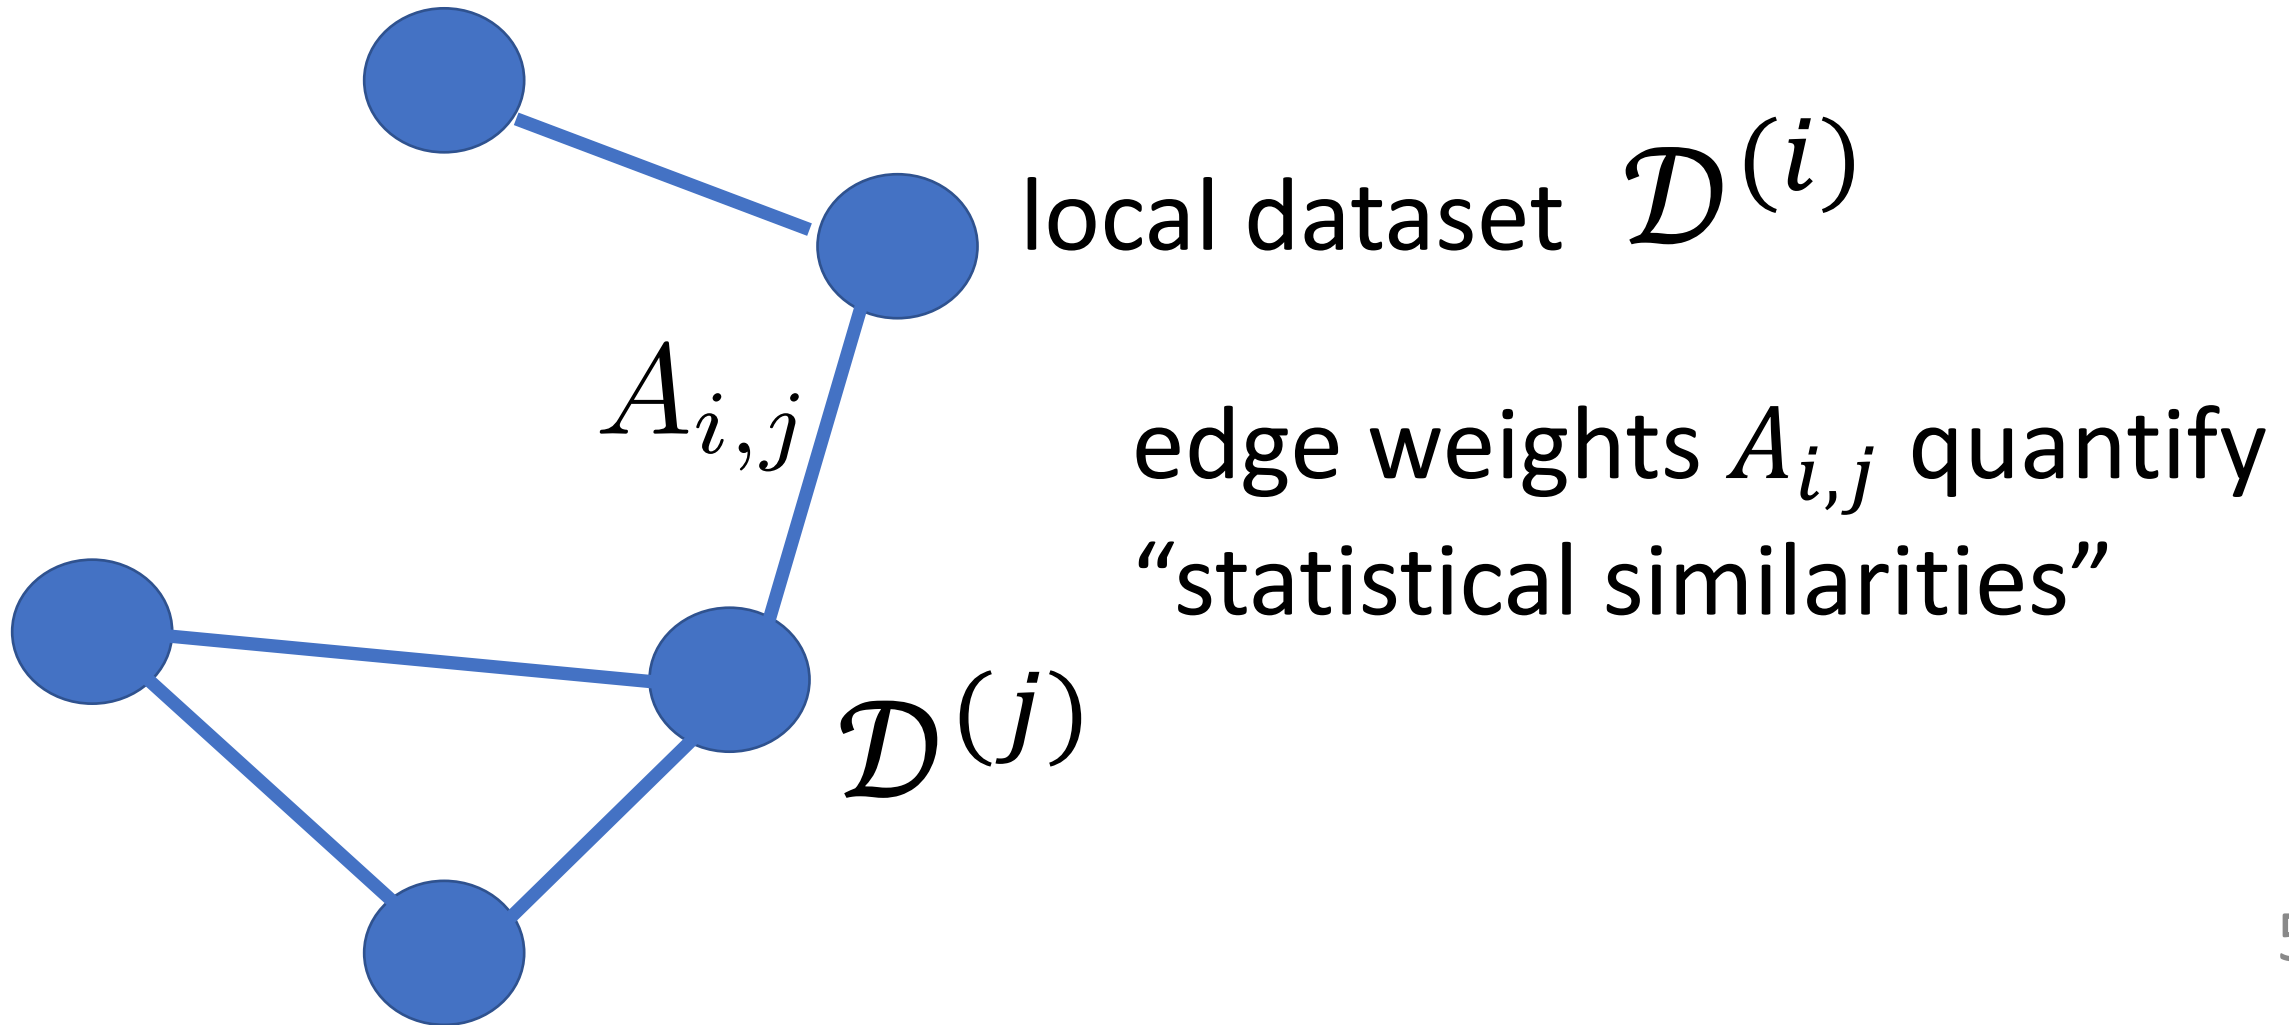 local dataset 𝒟^(i)
A_{i,j}
edge weights A_{i,j} quantify
“statistical similarities”
𝒟^(j)